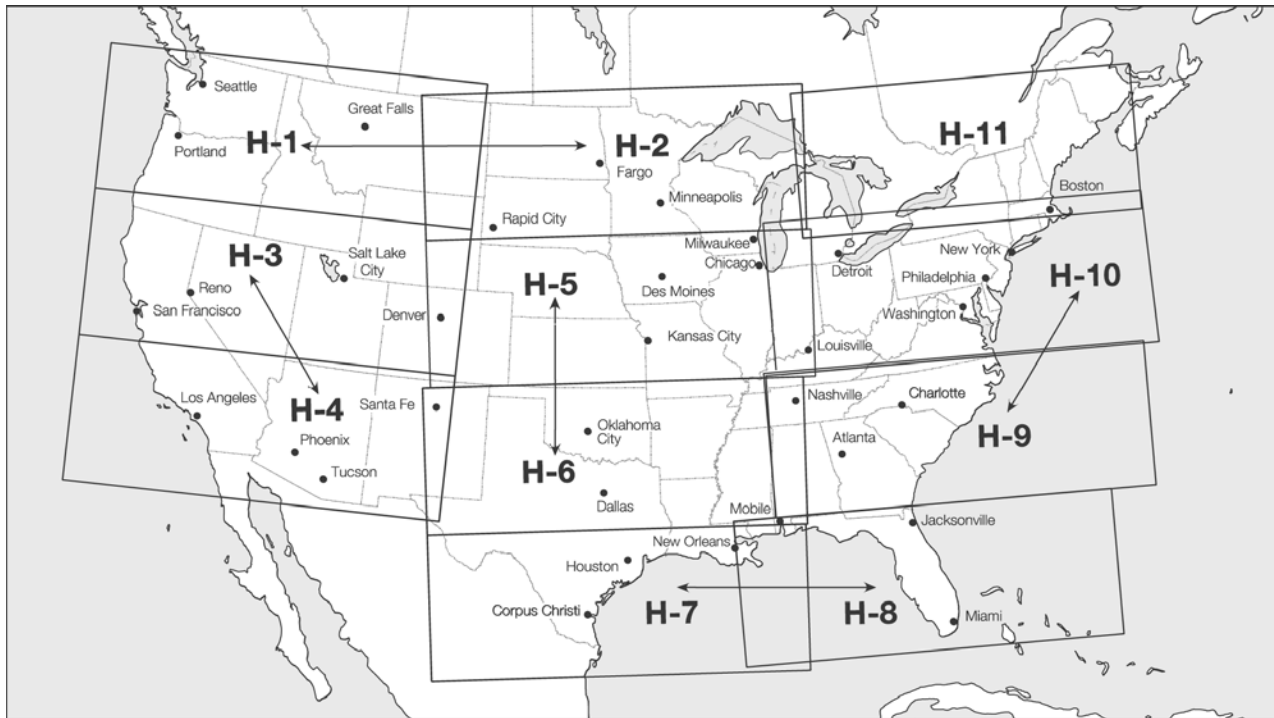 Seattle
Great Falls
H-1
H-2
H-11
Portland
Fargo
Minneapolis
Boston
Rapid City
H-3
Salt Lake
City
Milwaukee
Chicago
Detroit
New York
Philadelphia
H-10
Reno
San Francisco
Denver
H-5
Des Moines
Washington
Kansas City
Louisville
Los Angeles
H-4
Santa Fe
Nashville
Charlotte
Phoenix
Oklahoma
City
Atlanta
H-9
Tucson
H-6
Dallas
Mobile
Jacksonville
New Orleans
Houston
Corpus Christi
H-7
H-8
Miami